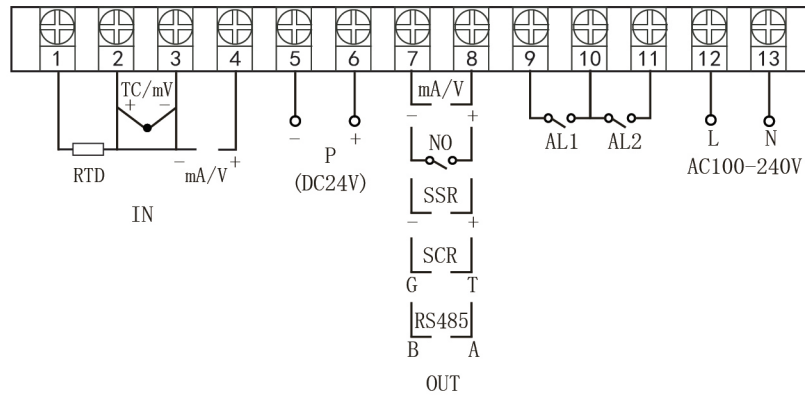 1 2 3 4 5 6 7 8 9 10 11 12 13
TC/mV
+ −
mA/V
− +
− +
RTD
− mA/V +
IN
P
(DC24V)
NO
SSR
− +
SCR
G T
RS485
B A
OUT
AL1 AL2
L N
AC100-240V